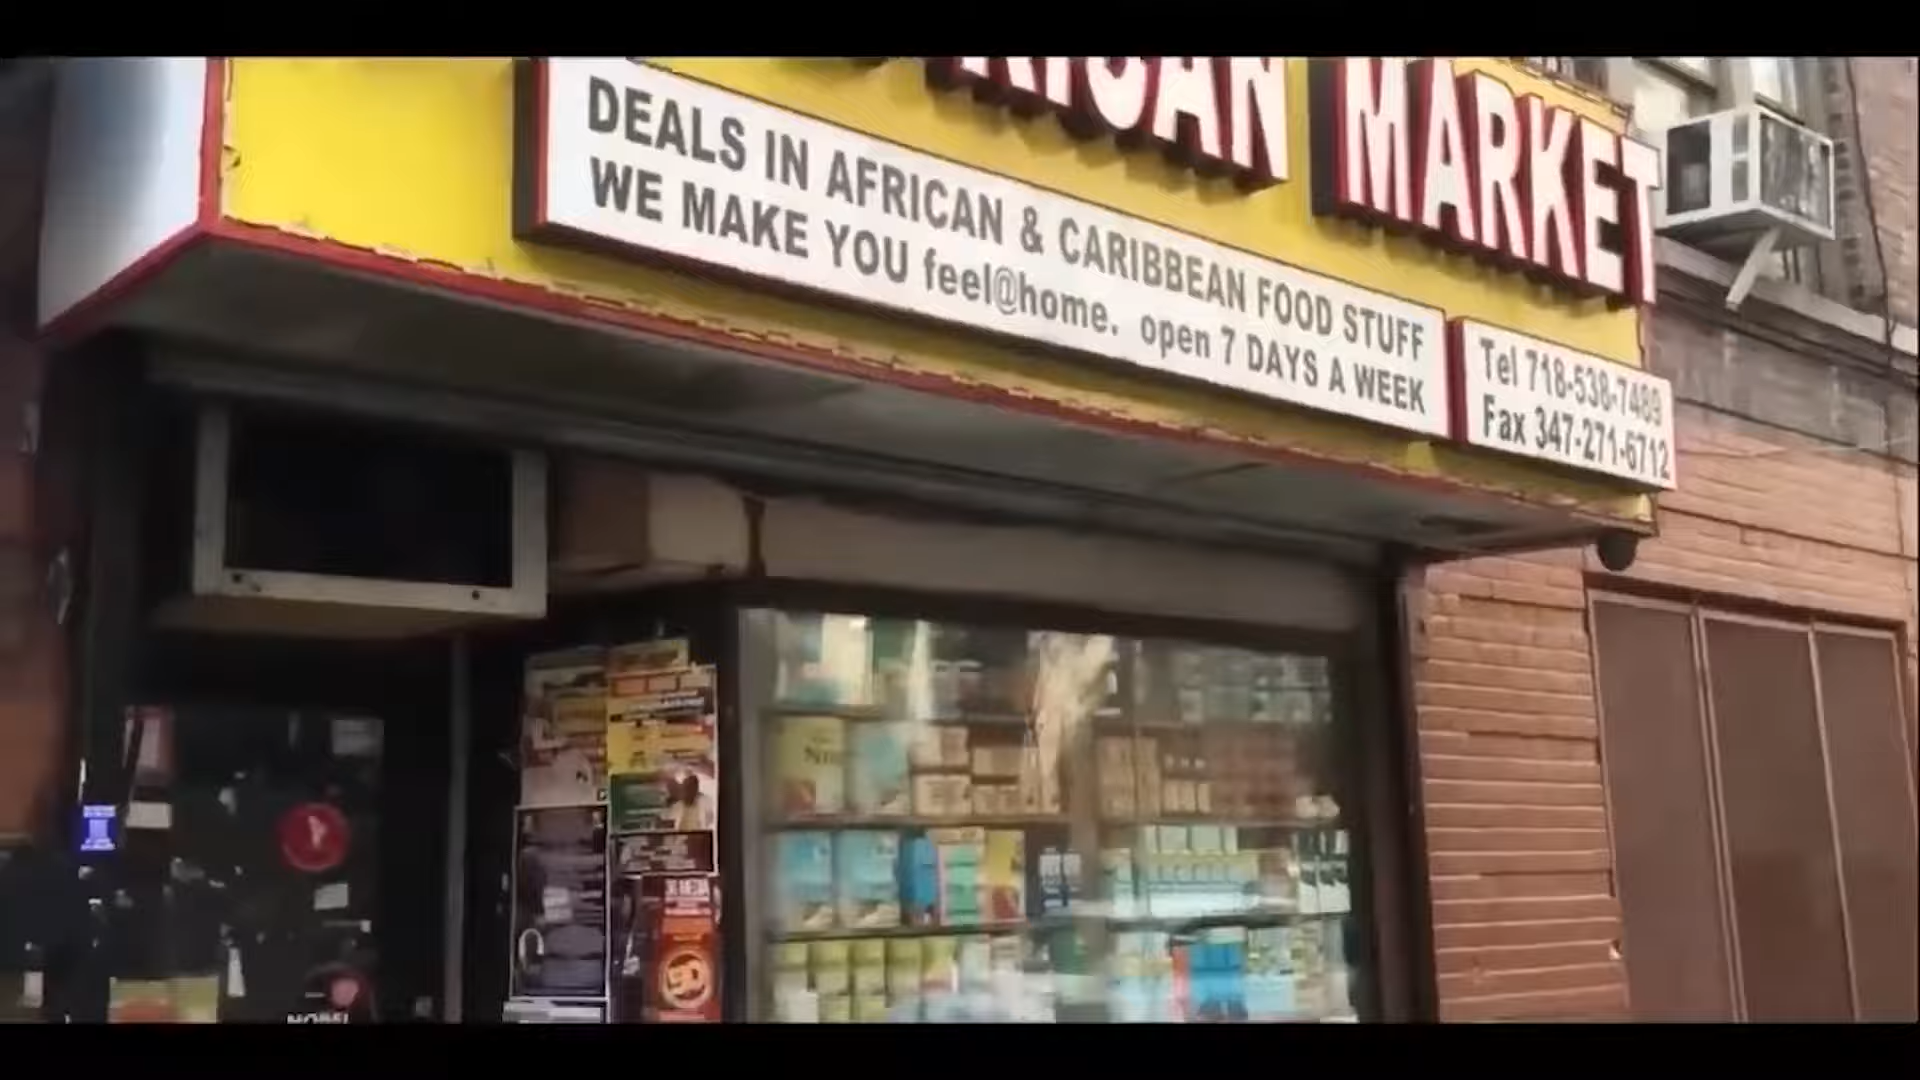 MARKET
DEALS IN AFRICAN & CARIBBEAN FOOD STUFF
WE MAKE YOU feel@home. open 7 DAYS A WEEK
Tel 718-538-7489
Fax 347-271-6712